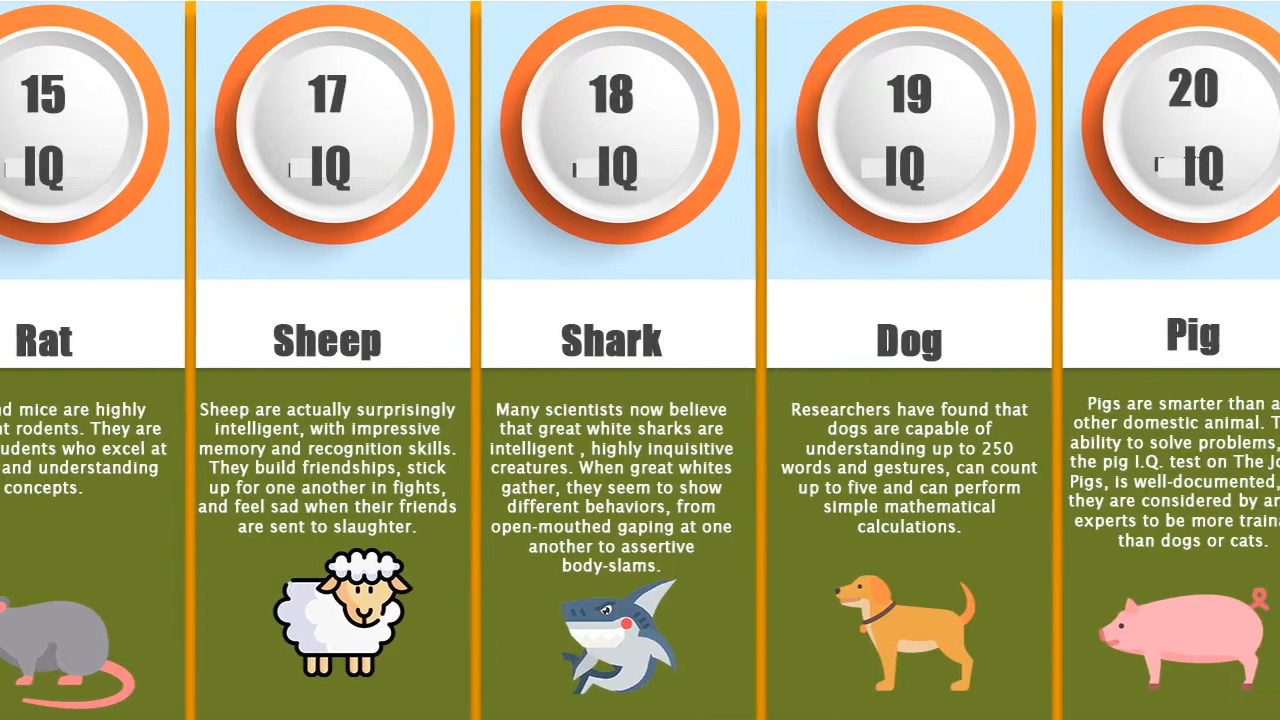 15
IQ
Rat
mice are highly
rodents. They are
who excel at
and understanding
concepts.
17
IQ
Sheep
Sheep are actually surprisingly
intelligent, with impressive
memory and recognition skills.
They build friendships, stick
up for one another in fights,
and feel sad when their friends
are sent to slaughter.
18
IQ
Shark
Many scientists now believe
that great white sharks are
intelligent , highly inquisitive
creatures. When great whites
gather, they seem to show
different behaviors, from
open-mouthed gaping at one
another to assertive
body-slams.
19
IQ
Dog
Researchers have found that
dogs are capable of
understanding up to 250
words and gestures, can count
up to five and can perform
simple mathematical
calculations.
20
IQ
Pig
Pigs are smarter than
other domestic animal.
ability to solve problems,
the pig I.Q. test on The
Pigs, is well-documented,
they are considered by
experts to be more
than dogs or cats.